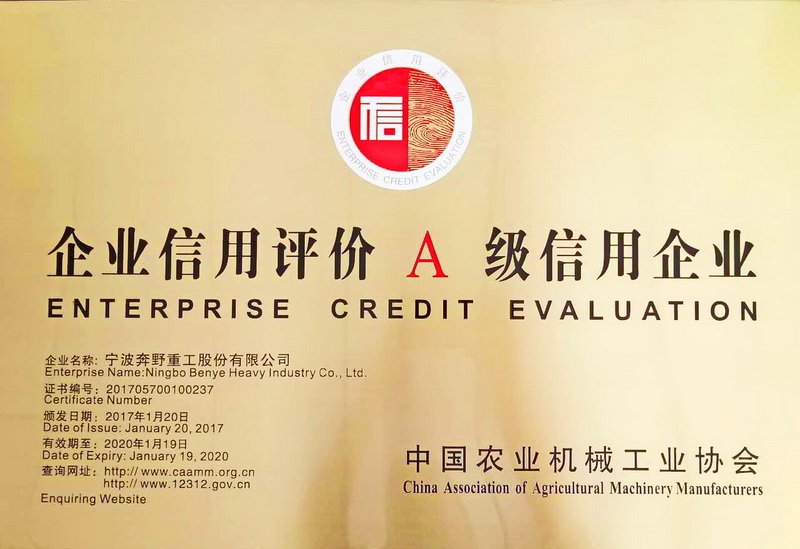 企业信用评价
信
ENTERPRISE CREDIT EVALUATION
企业信用评价 A 级信用企业
ENTERPRISE CREDIT EVALUATION
企业名称: 宁波奔野重工股份有限公司
Enterprise Name:Ningbo Benye Heavy Industry Co., Ltd.
证书编号: 201705700100237
Certificate Number
颁发日期: 2017年1月20日
Date of Issue: January 20, 2017
有效期至: 2020年1月19日
Date of Expiry: January 19, 2020
查询网址: http://www.caamm.org.cn
http://www.12312.gov.cn
Enquiring Website
中国农业机械工业协会
China Association of Agricultural Machinery Manufacturers